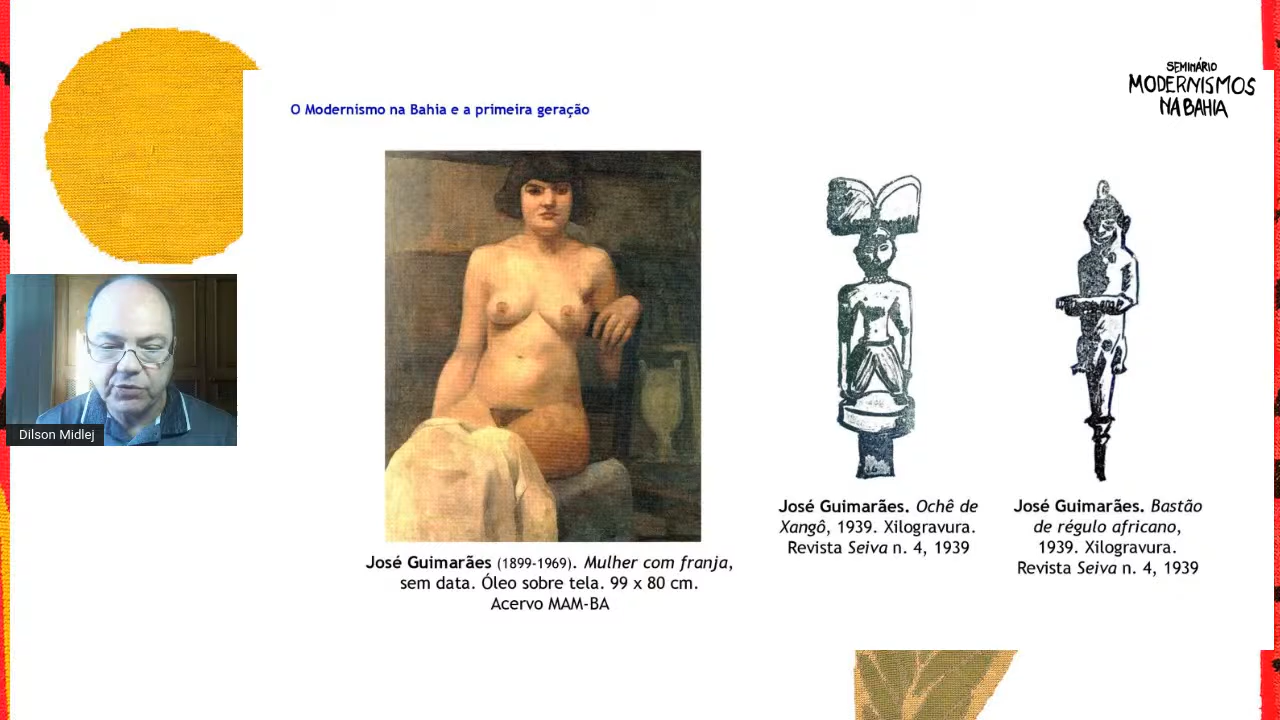 SEMINÁRIO
MODERNISMOS
NA BAHIA
O Modernismo na Bahia e a primeira geração
Dilson Midlej
José Guimarães (1899-1969). Mulher com franja,
sem data. Óleo sobre tela. 99 x 80 cm.
Acervo MAM-BA
José Guimarães. Ochê de
Xangô, 1939. Xilogravura.
Revista Seiva n. 4, 1939
José Guimarães. Bastão
de régulo africano,
1939. Xilogravura.
Revista Seiva n. 4, 1939